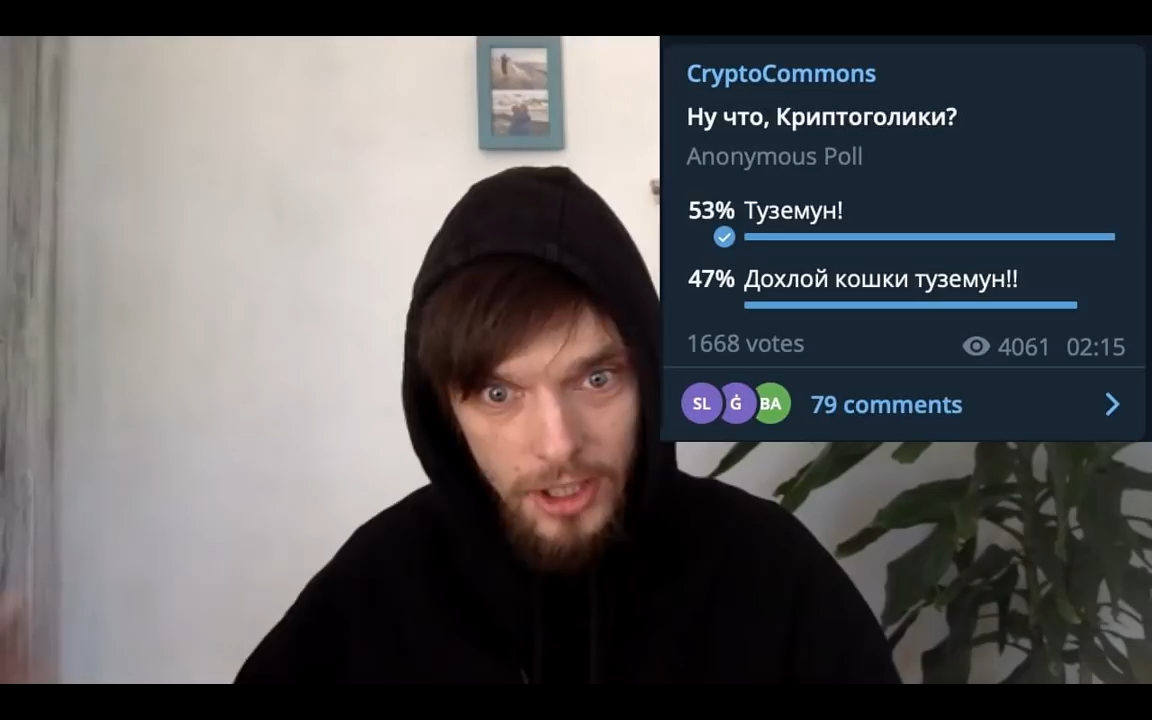 CryptoCommons
Ну что, Криптоголики?
Anonymous Poll
53% Туземун!
47% Дохлой кошки туземун!!
1668 votes 4061 02:15
SL Ġ BA 79 comments